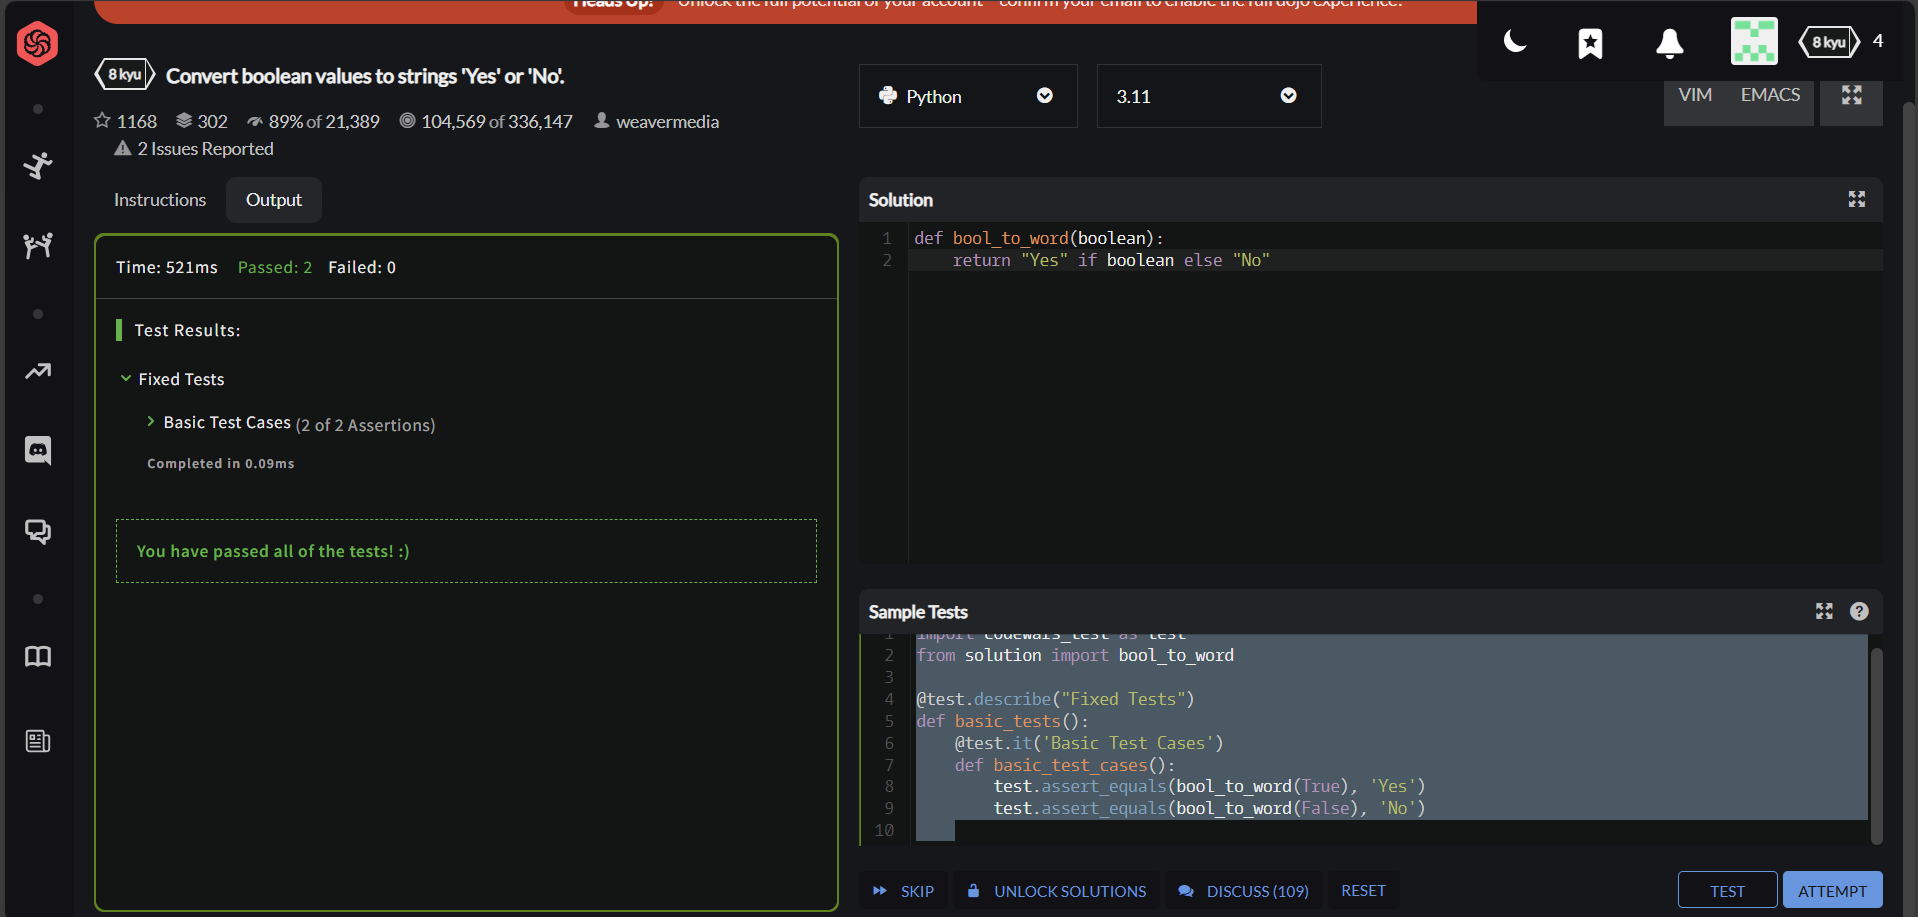 Heads Up! Unlock the full potential of your account - confirm your email to enable the full dojo experience!
8 kyu 4
8 kyu Convert boolean values to strings 'Yes' or 'No'.
1168 302 89% of 21,389 104,569 of 336,147 weavermedia
2 Issues Reported
Python 3.11 VIM EMACS
Instructions Output
Time: 521ms Passed: 2 Failed: 0
Test Results:
Fixed Tests
Basic Test Cases (2 of 2 Assertions)
Completed in 0.09ms
You have passed all of the tests! :)
Solution
1 def bool_to_word(boolean):
2     return "Yes" if boolean else "No"
Sample Tests
1 import codewars_test as test
2 from solution import bool_to_word
3
4 @test.describe("Fixed Tests")
5 def basic_tests():
6     @test.it('Basic Test Cases')
7     def basic_test_cases():
8         test.assert_equals(bool_to_word(True), 'Yes')
9         test.assert_equals(bool_to_word(False), 'No')
10
SKIP UNLOCK SOLUTIONS DISCUSS (109) RESET TEST ATTEMPT